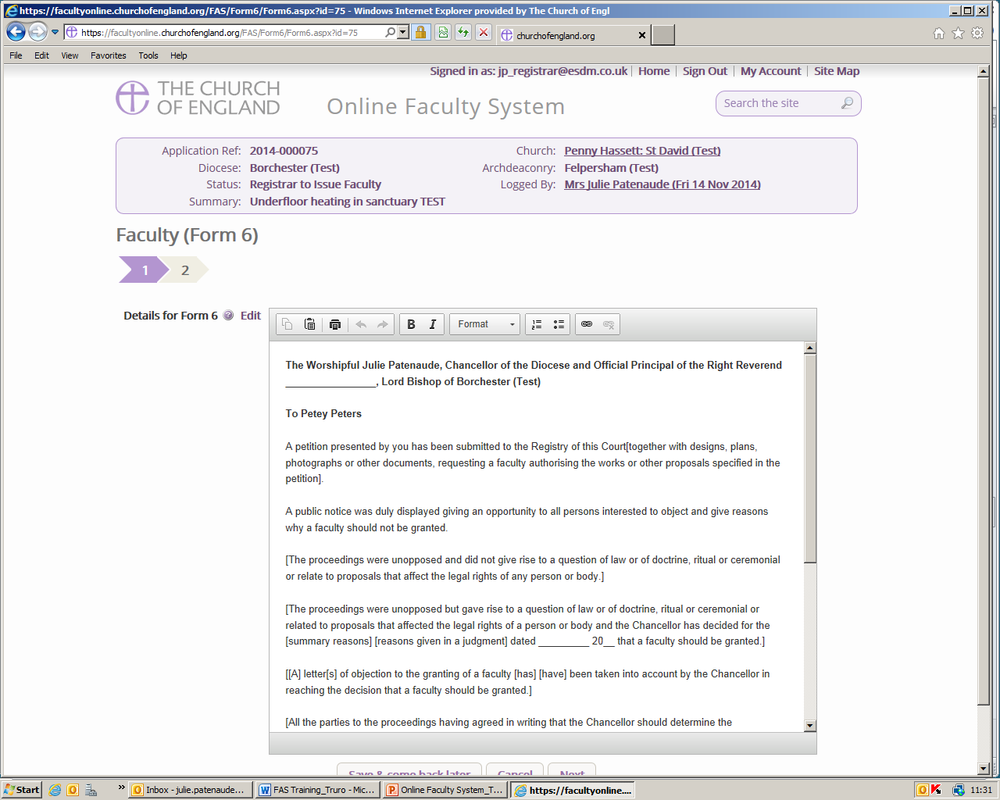 https://facultyonline.churchofengland.org/FAS/Form6/Form6.aspx?id=75 - Windows Internet Explorer provided by The Church of Engl
https://facultyonline.churchofengland.org/FAS/Form6/Form6.aspx?id=75
churchofengland.org
File Edit View Favorites Tools Help
Signed in as: jp_registrar@esdm.co.uk | Home | Sign Out | My Account | Site Map
THE CHURCH
OF ENGLAND
Online Faculty System
Search the site
Application Ref: 2014-000075 Church: Penny Hassett: St David (Test)
Diocese: Borchester (Test) Archdeaconry: Felpersham (Test)
Status: Registrar to Issue Faculty Logged By: Mrs Julie Patenaude (Fri 14 Nov 2014)
Summary: Underfloor heating in sanctuary TEST
Faculty (Form 6)
1 2
Details for Form 6 ? Edit
B I Format
The Worshipful Julie Patenaude, Chancellor of the Diocese and Official Principal of the Right Reverend
________________, Lord Bishop of Borchester (Test)
To Petey Peters
A petition presented by you has been submitted to the Registry of this Court[together with designs, plans,
photographs or other documents, requesting a faculty authorising the works or other proposals specified in the
petition].
A public notice was duly displayed giving an opportunity to all persons interested to object and give reasons
why a faculty should not be granted.
[The proceedings were unopposed and did not give rise to a question of law or of doctrine, ritual or ceremonial
or relate to proposals that affect the legal rights of any person or body.]
[The proceedings were unopposed but gave rise to a question of law or of doctrine, ritual or ceremonial or
related to proposals that affected the legal rights of a person or body and the Chancellor has decided for the
[summary reasons] [reasons given in a judgment] dated _________ 20__ that a faculty should be granted.]
[[A] letter[s] of objection to the granting of a faculty [has] [have] been taken into account by the Chancellor in
reaching the decision that a faculty should be granted.]
[All the parties to the proceedings having agreed in writing that the Chancellor should determine the
Save & come back later Cancel Next
Start » Inbox - julie.patenaude... FAS Training_Truro - Mic... Online Faculty System_T... https://facultyonline.... 11:31